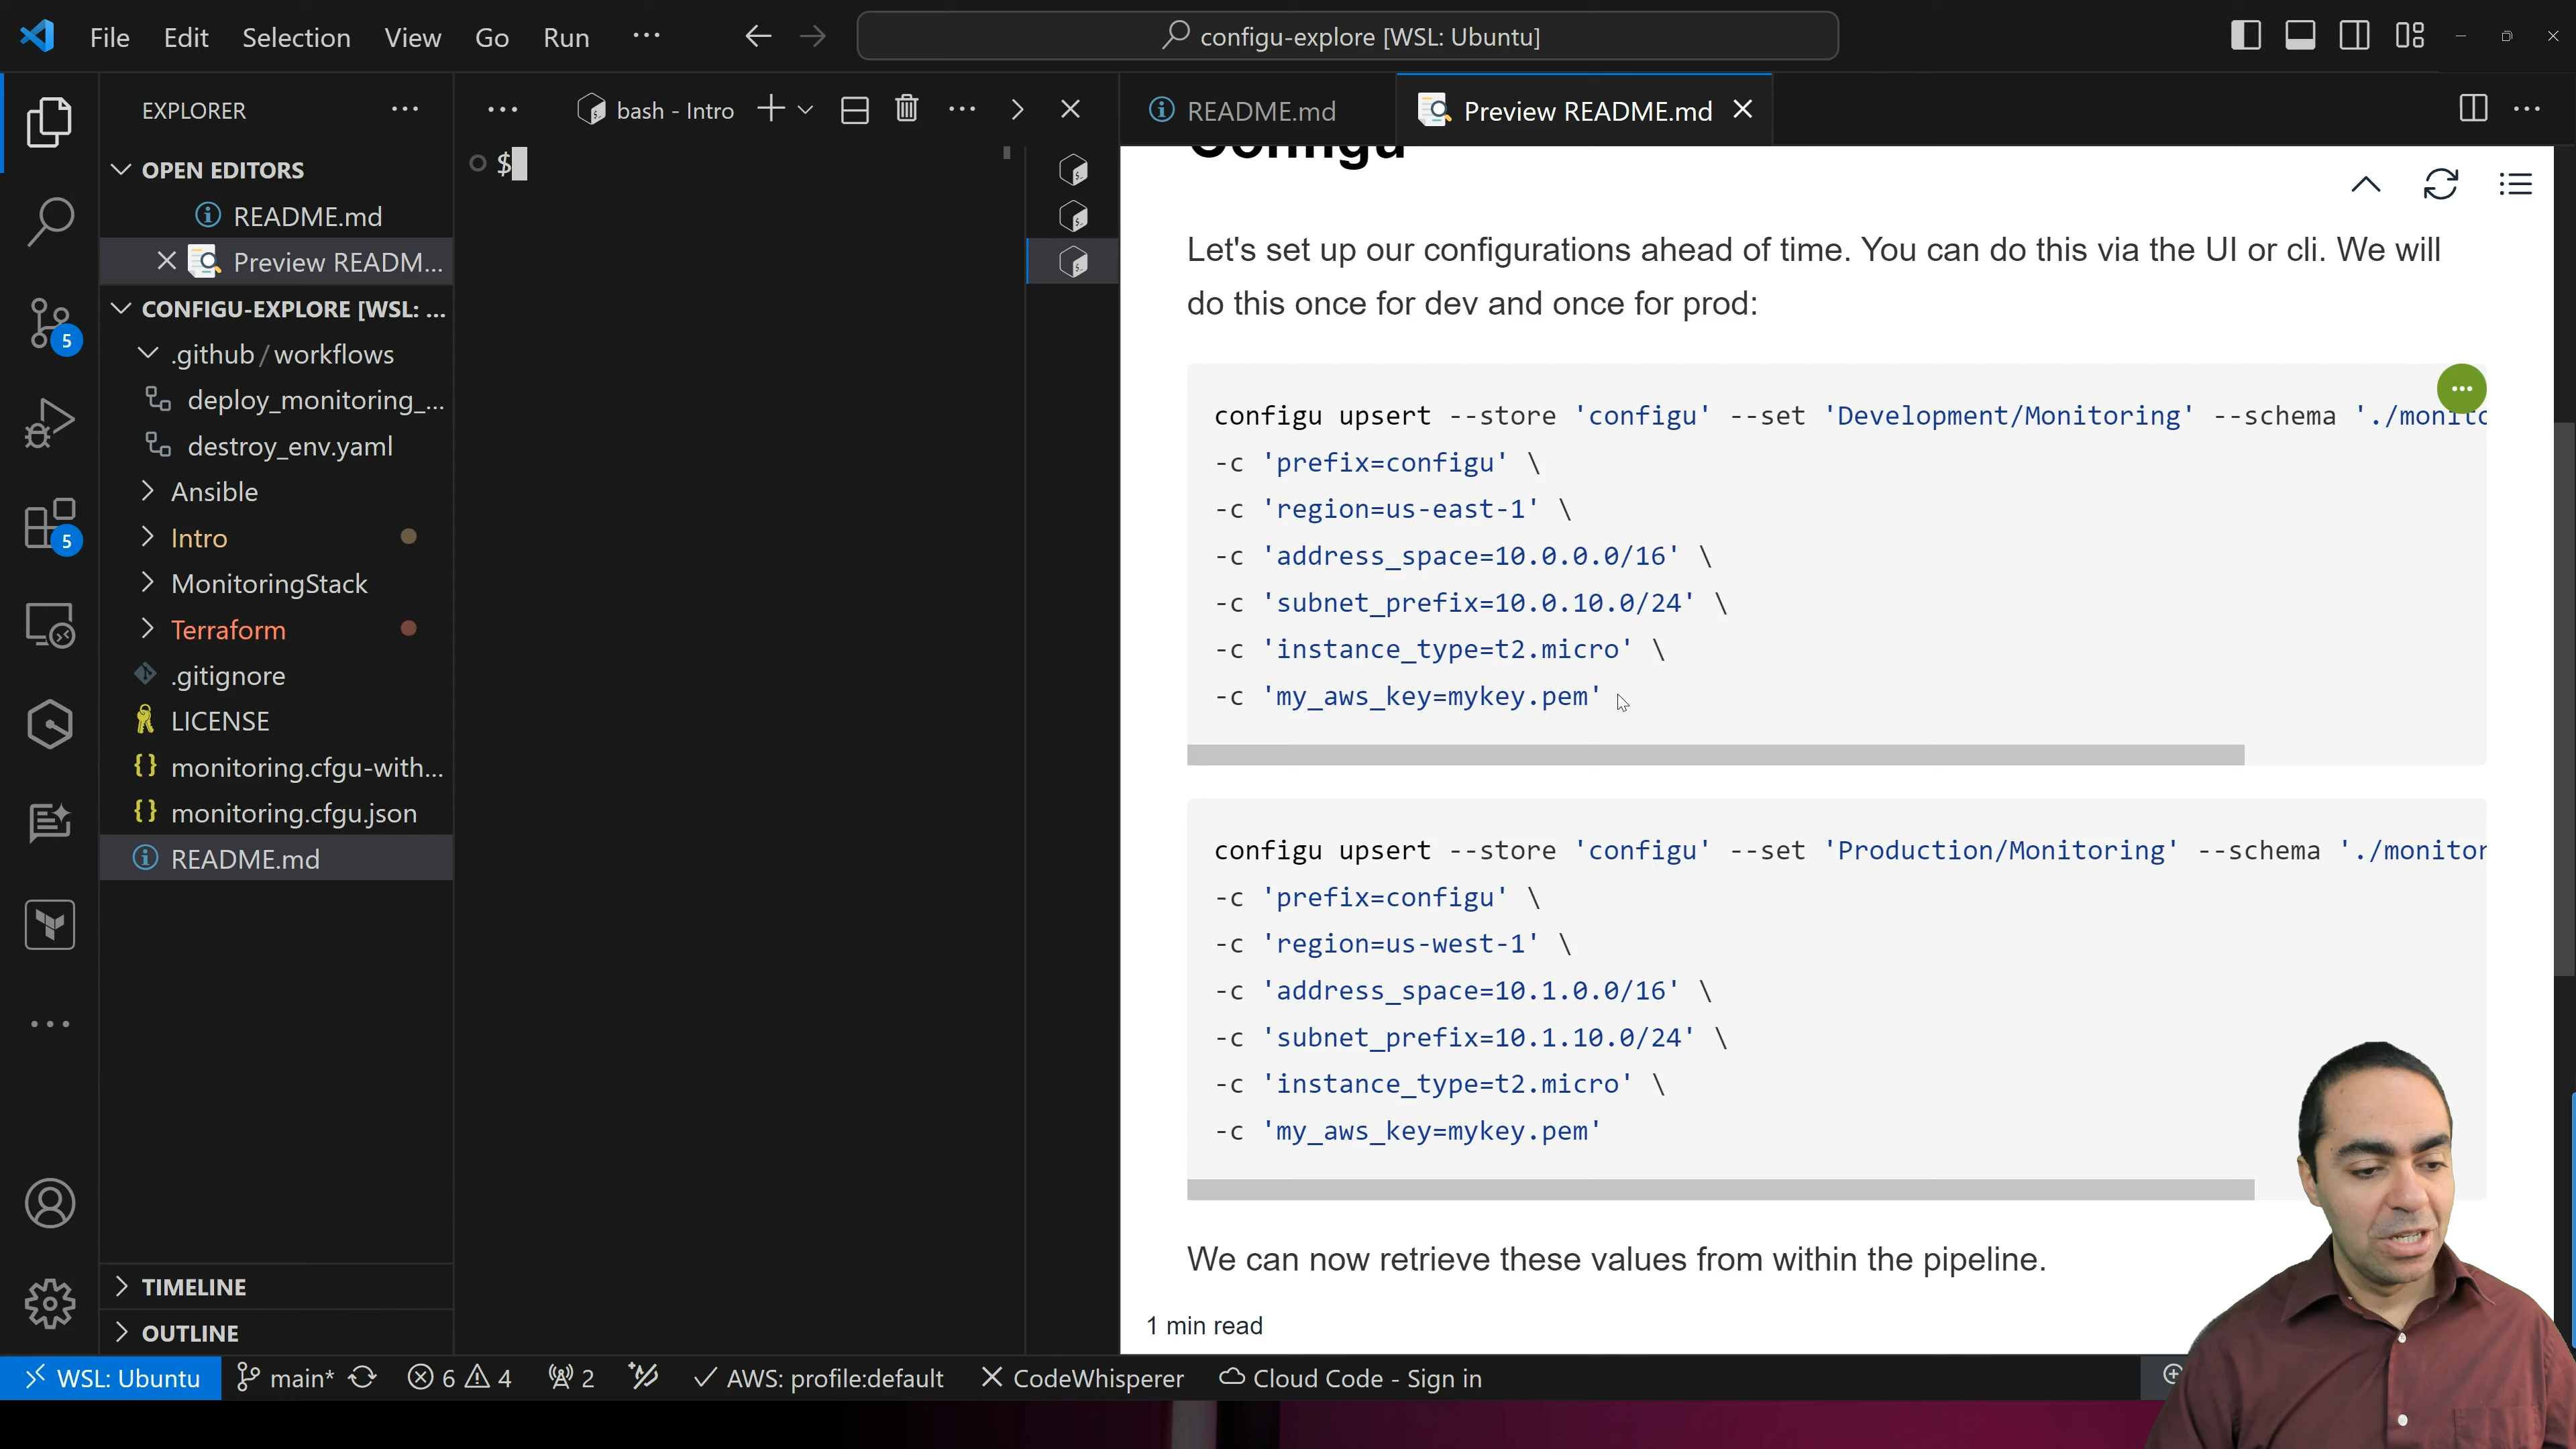 File Edit Selection View Go Run ...
configu-explore [WSL: Ubuntu]
EXPLORER
OPEN EDITORS
README.md
Preview READM...
CONFIGU-EXPLORE [WSL: ...
.github/workflows
deploy_monitoring_...
destroy_env.yaml
Ansible
Intro
MonitoringStack
Terraform
.gitignore
LICENSE
monitoring.cfgu-with...
monitoring.cfgu.json
README.md
TIMELINE
OUTLINE
5
5
bash - Intro
$
README.md
Preview README.md
Configu
Let's set up our configurations ahead of time. You can do this via the UI or cli. We will
do this once for dev and once for prod:
configu upsert --store 'configu' --set 'Development/Monitoring' --schema './monito
-c 'prefix=configu' \
-c 'region=us-east-1' \
-c 'address_space=10.0.0.0/16' \
-c 'subnet_prefix=10.0.10.0/24' \
-c 'instance_type=t2.micro' \
-c 'my_aws_key=mykey.pem'
configu upsert --store 'configu' --set 'Production/Monitoring' --schema './monitor
-c 'prefix=configu' \
-c 'region=us-west-1' \
-c 'address_space=10.1.0.0/16' \
-c 'subnet_prefix=10.1.10.0/24' \
-c 'instance_type=t2.micro' \
-c 'my_aws_key=mykey.pem'
We can now retrieve these values from within the pipeline.
1 min read
WSL: Ubuntu main* 6 4 2 AWS: profile:default CodeWhisperer Cloud Code - Sign in